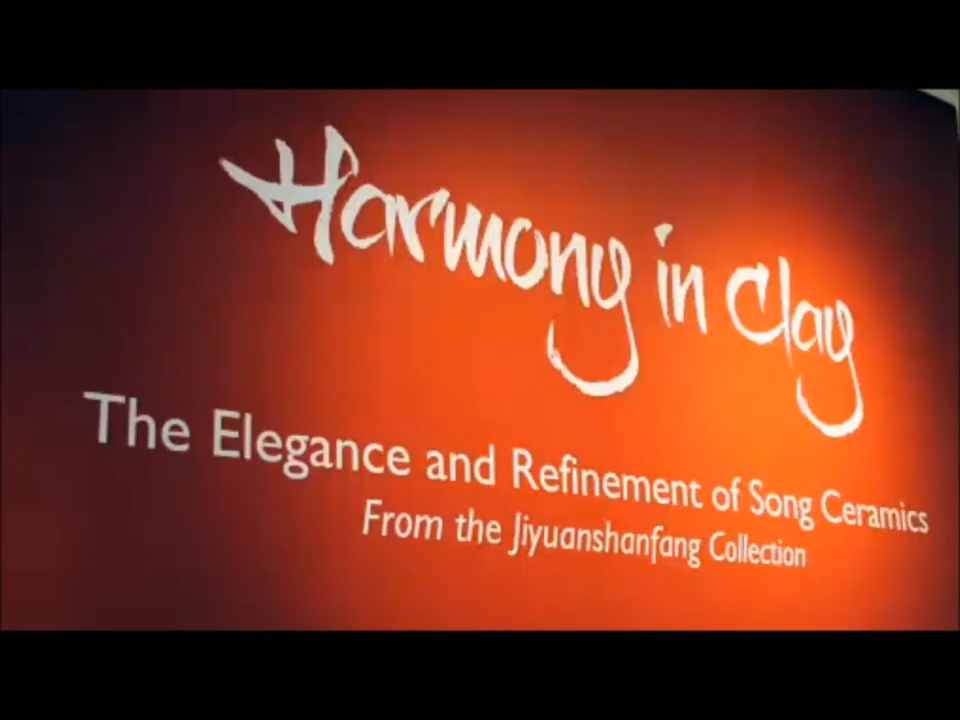 Harmony in Clay
The Elegance and Refinement of Song Ceramics
From the Jiyuanshanfang Collection